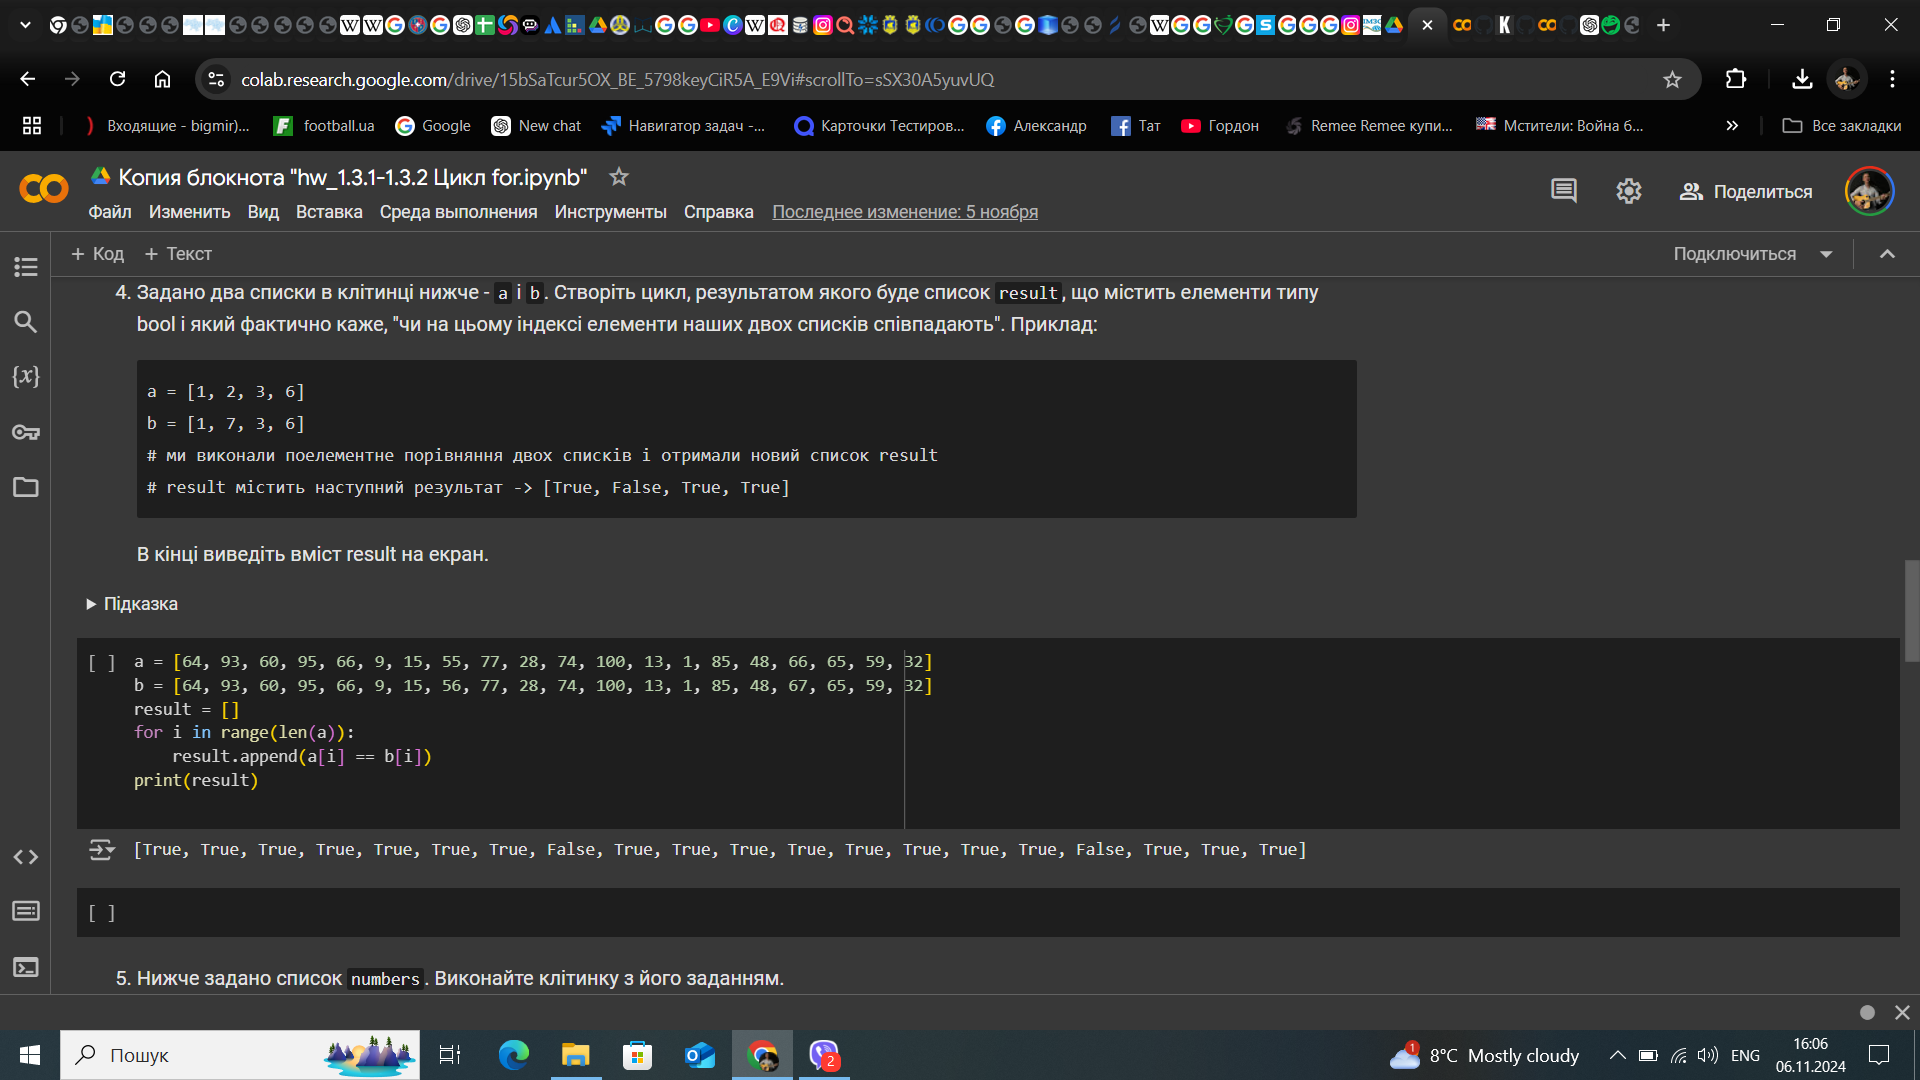 colab.research.google.com/drive/15bSaTcur5OX_BE_5798keyCiR5A_E9Vi#scrollTo=sSX30A5yuvUQ
Входящие - bigmir)... football.ua Google New chat Навигатор задач -... Карточки Тестиров... Александр Тат Гордон Remee Remee купи... Мстители: Война б... Все закладки
Копия блокнота "hw_1.3.1-1.3.2 Цикл for.ipynb"
Файл Изменить Вид Вставка Среда выполнения Инструменты Справка Последнее изменение: 5 ноября
Поделиться
+ Код + Текст Подключиться
4. Задано два списки в клітинці нижче - a і b. Створіть цикл, результатом якого буде список result, що містить елементи типу
bool і який фактично каже, "чи на цьому індексі елементи наших двох списків співпадають". Приклад:
a = [1, 2, 3, 6]
b = [1, 7, 3, 6]
# ми виконали поелементне порівняння двох списків і отримали новий список result
# result містить наступний результат -> [True, False, True, True]
В кінці виведіть вміст result на екран.
Підказка
[ ] a = [64, 93, 60, 95, 66, 9, 15, 55, 77, 28, 74, 100, 13, 1, 85, 48, 66, 65, 59, 32]
b = [64, 93, 60, 95, 66, 9, 15, 56, 77, 28, 74, 100, 13, 1, 85, 48, 67, 65, 59, 32]
result = []
for i in range(len(a)):
    result.append(a[i] == b[i])
print(result)
[True, True, True, True, True, True, True, False, True, True, True, True, True, True, True, True, False, True, True, True]
[ ]
5. Нижче задано список numbers. Виконайте клітинку з його заданням.
Пошук
2
1
8°C Mostly cloudy
ENG
16:06
06.11.2024